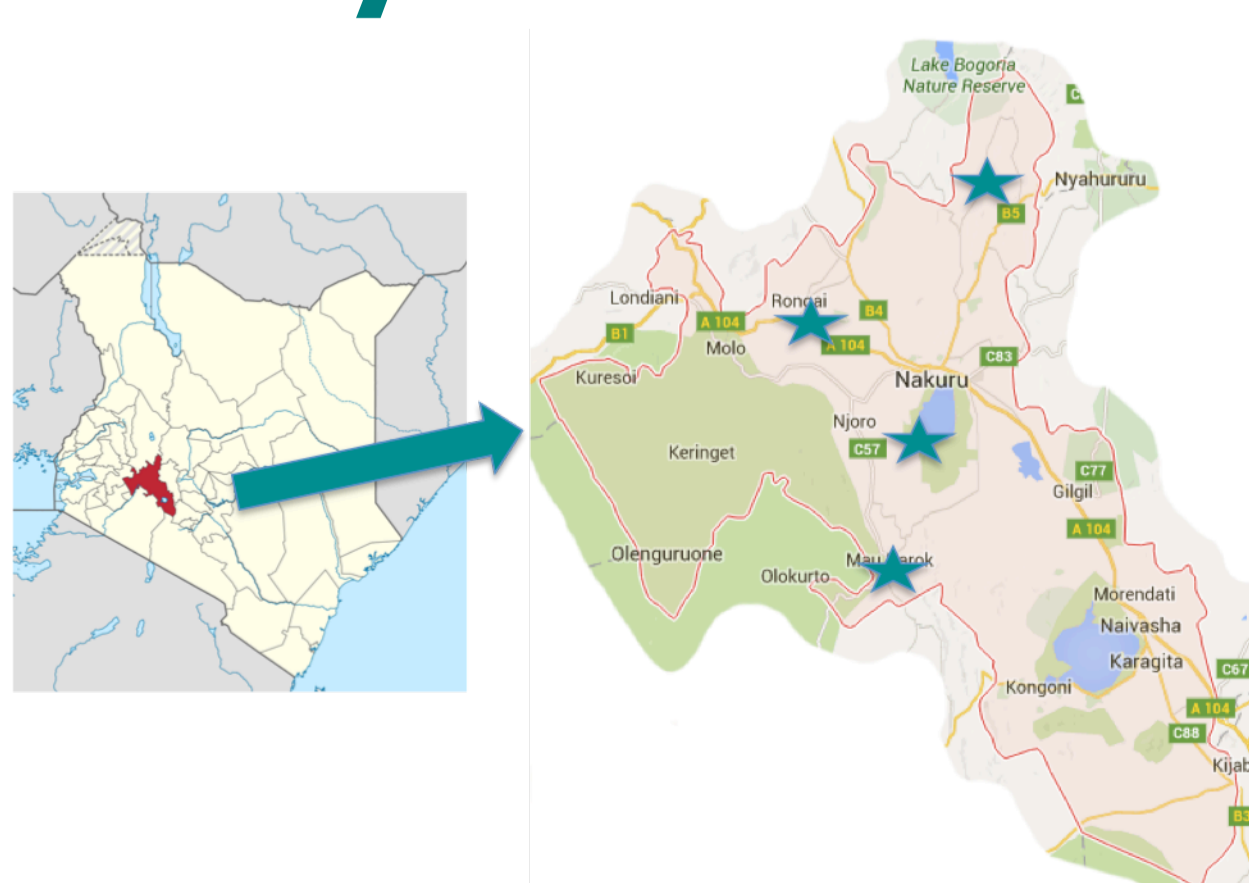 Lake Bogoria
Nature Reserve
Nyahururu
B5
Londiani
Rongai
B4
A 104
B1
A 104
Molo
C83
Kuresoi
Nakuru
Njoro
C57
Keringet
C77
Gilgil
A 104
Olenguruone
Olokurto
Morendati
Naivasha
Karagita
C67
Kongoni
A 104
C88
B3